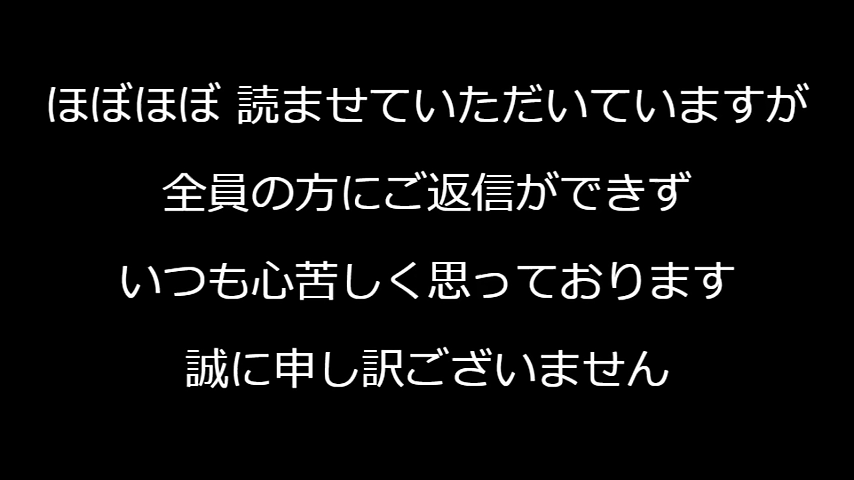 ほぼほぼ 読ませていただいていますが
全員の方にご返信ができず
いつも心苦しく思っております
誠に申し訳ございません